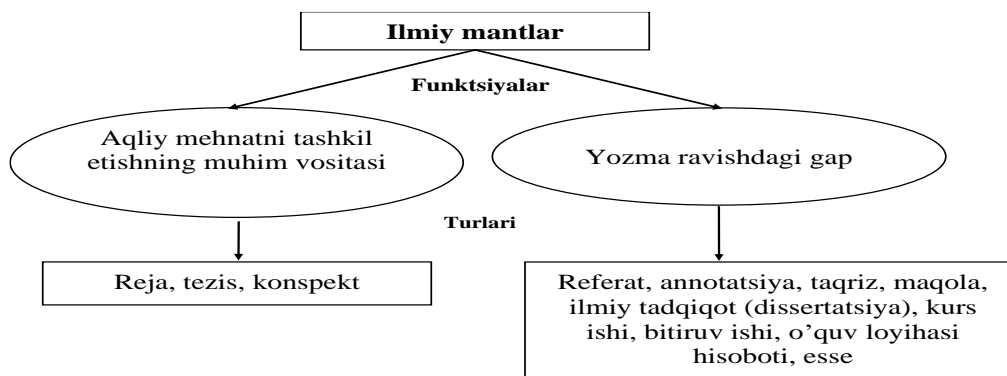 Ilmiy mantlar
Funktsiyalar
Aqliy mehnatni tashkil
etishning muhim vositasi
Yozma ravishdagi gap
Turlari
Reja, tezis, konspekt
Referat, annotatsiya, taqriz, maqola,
ilmiy tadqiqot (dissertatsiya), kurs
ishi, bitiruv ishi, o’quv loyihasi
hisoboti, esse